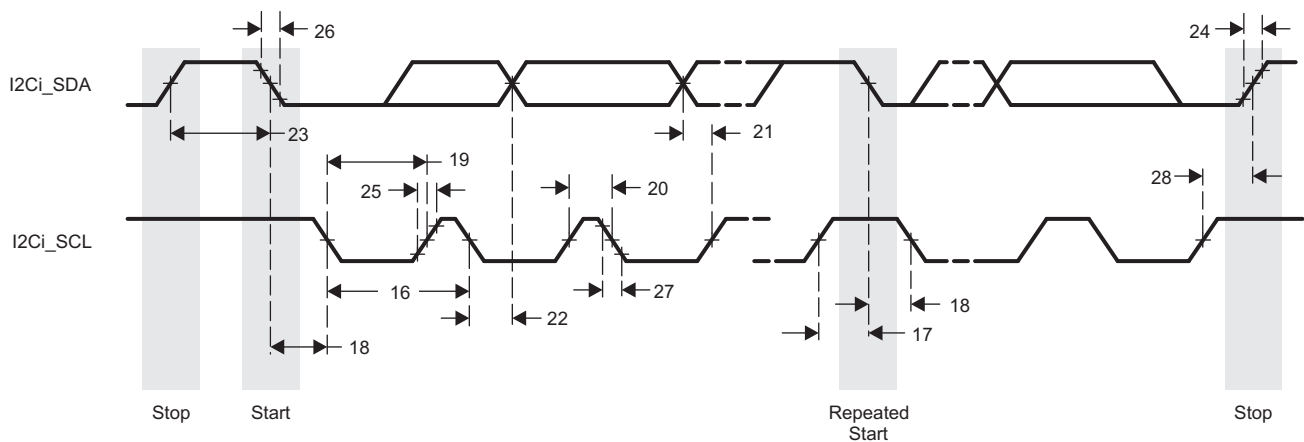 26
24
I2Ci_SDA
23
21
19
25
20
28
I2Ci_SCL
16
27
22
18
18
17
Stop
Start
Repeated
Start
Stop